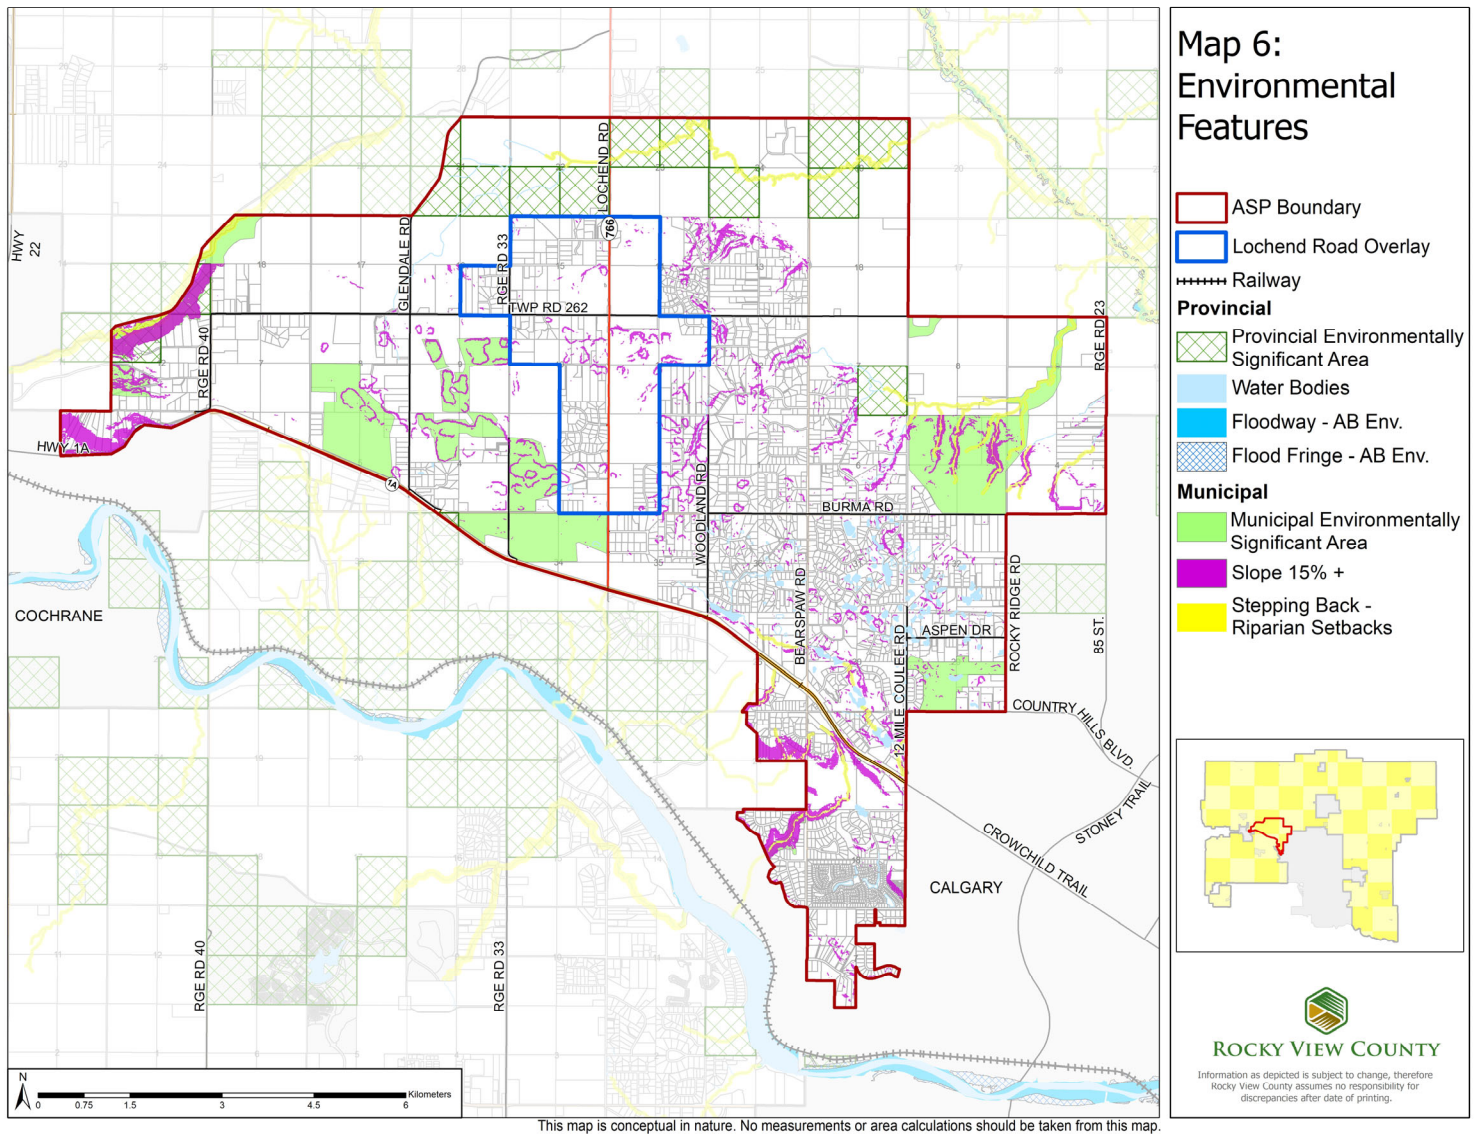 Map 6:
Environmental
Features
ASP Boundary
Lochend Road Overlay
Railway
Provincial
Provincial Environmentally
Significant Area
Water Bodies
Floodway - AB Env.
Flood Fringe - AB Env.
Municipal
Municipal Environmentally
Significant Area
Slope 15% +
Stepping Back -
Riparian Setbacks
ROCKY VIEW COUNTY
Information as depicted is subject to change, therefore
Rocky View County assumes no responsibility for
discrepancies after date of printing.
HWY
22
GLENDALE RD
RGE RD 33
LOCHEND RD
766
TWP RD 262
RGE RD 40
RGE RD 23
HWY 1A
1A
WOODLAND RD
BURMA RD
BEARSPAW RD
12 MILE COULEE RD
ASPEN DR
ROCKY RIDGE RD
85 ST.
COCHRANE
COUNTRY HILLS BLVD.
STONEY TRAIL
CROWCHILD TRAIL
CALGARY
RGE RD 40
RGE RD 33
N
0 0.75 1.5 3 4.5 6
Kilometers
This map is conceptual in nature. No measurements or area calculations should be taken from this map.